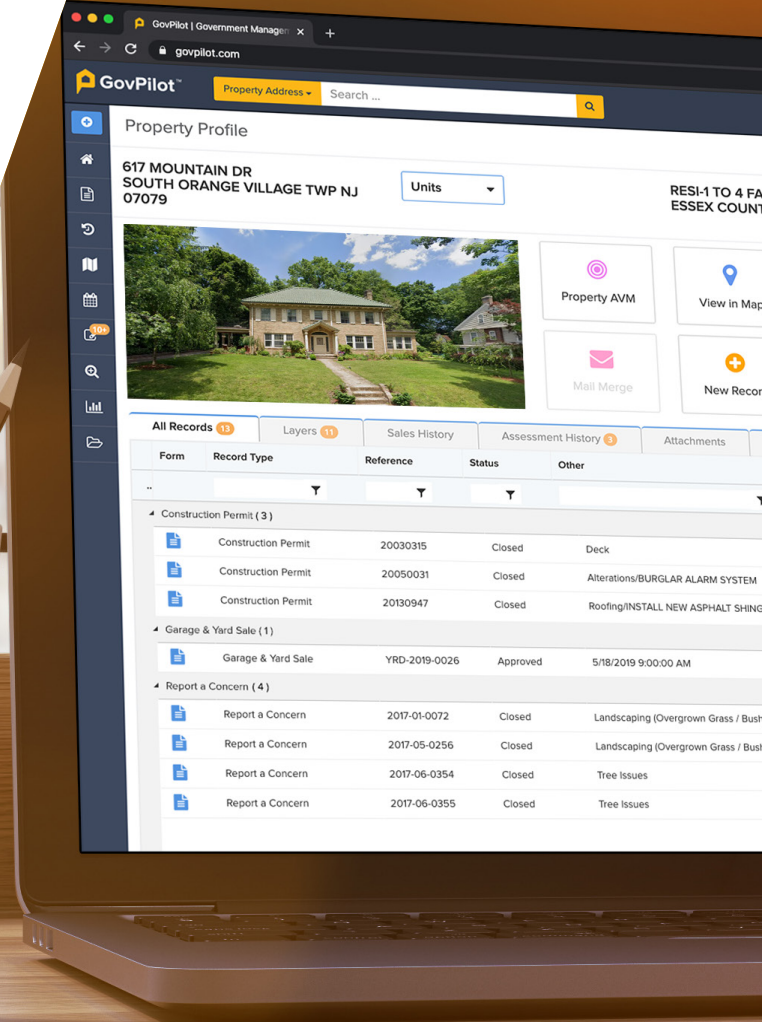 GovPilot | Government Managem
govpilot.com
GovPilot™
Property Address
Search ...
Property Profile
617 MOUNTAIN DR
SOUTH ORANGE VILLAGE TWP NJ
07079
Units
RESI-1 TO 4 FA
ESSEX COUNT
Property AVM
View in Map
Mail Merge
New Recor
10+
All Records 13 Layers 11 Sales History Assessment History 3 Attachments
Form Record Type Reference Status Other
..
Construction Permit ( 3 )
Construction Permit 20030315 Closed Deck
Construction Permit 20050031 Closed Alterations/BURGLAR ALARM SYSTEM
Construction Permit 20130947 Closed Roofing/INSTALL NEW ASPHALT SHING
Garage & Yard Sale ( 1 )
Garage & Yard Sale YRD-2019-0026 Approved 5/18/2019 9:00:00 AM
Report a Concern ( 4 )
Report a Concern 2017-01-0072 Closed Landscaping (Overgrown Grass / Bush
Report a Concern 2017-05-0256 Closed Landscaping (Overgrown Grass / Bush
Report a Concern 2017-06-0354 Closed Tree Issues
Report a Concern 2017-06-0355 Closed Tree Issues